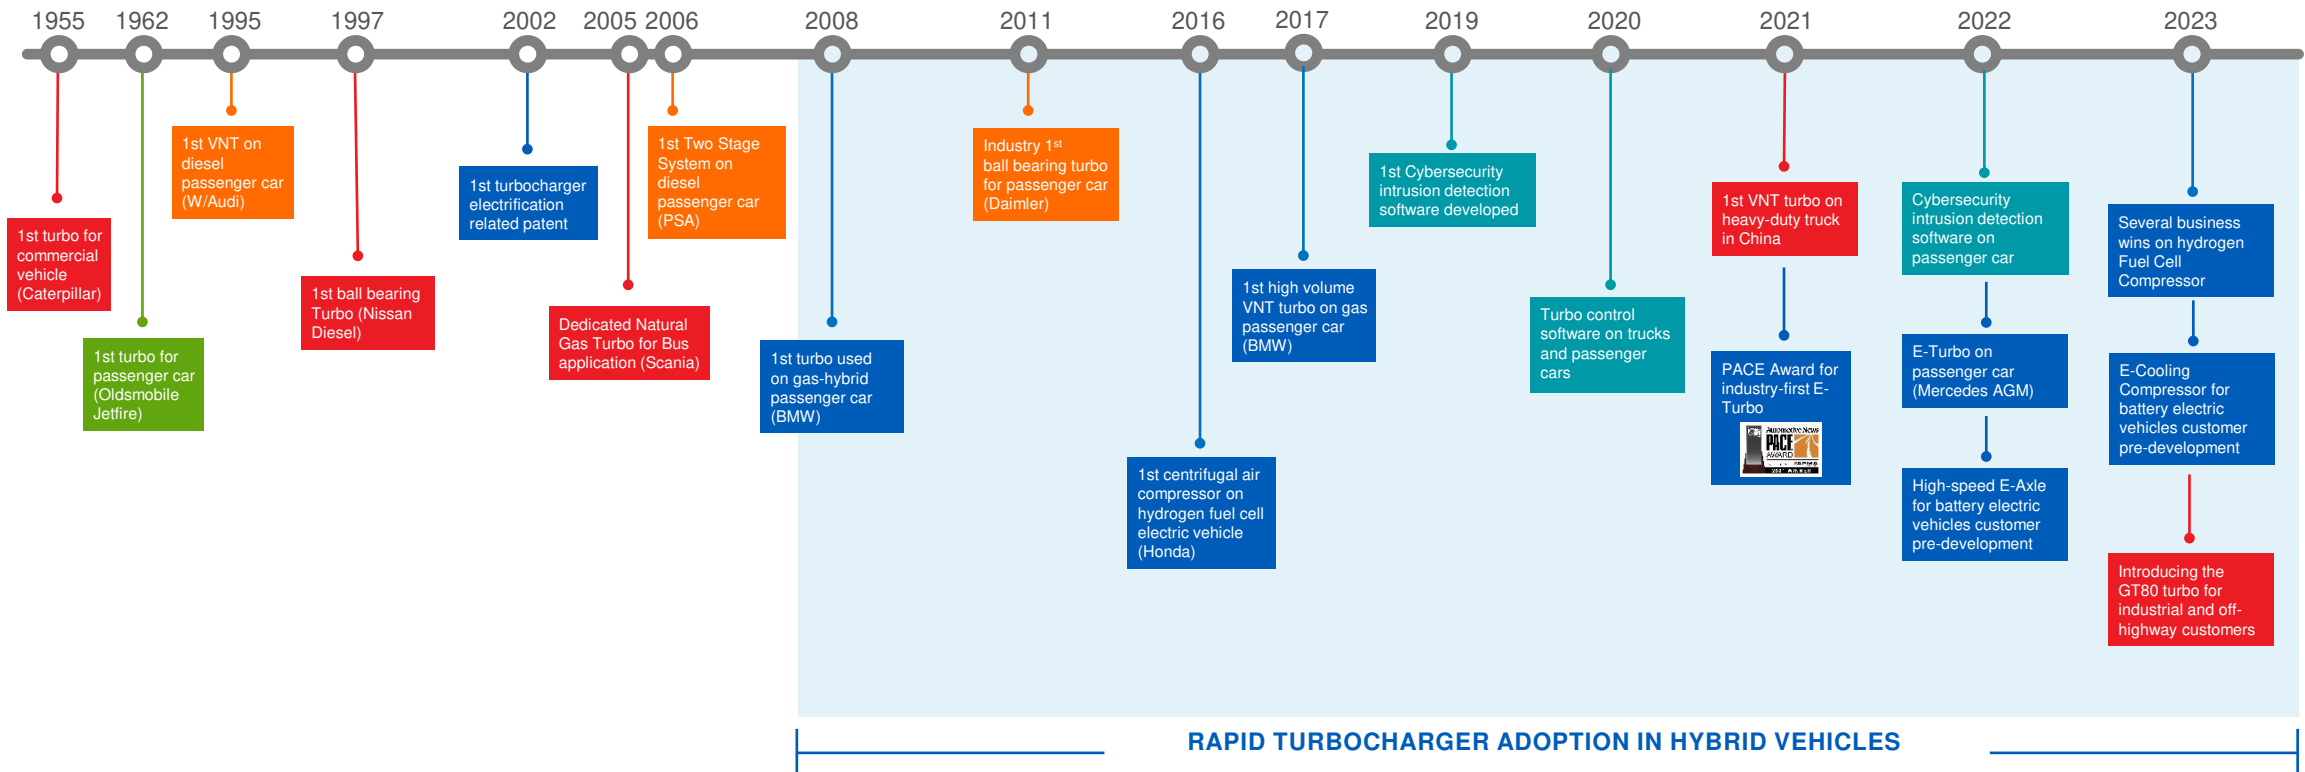 1955
1962
1995
1997
2002
2005
2006
2008
2011
2016
2017
2019
2020
2021
2022
2023
1st turbo for
commercial
vehicle
(Caterpillar)
1st turbo for
passenger car
(Oldsmobile
Jetfire)
1st VNT on
diesel
passenger car
(W/Audi)
1st ball bearing
Turbo (Nissan
Diesel)
1st turbocharger
electrification
related patent
Dedicated Natural
Gas Turbo for Bus
application (Scania)
1st Two Stage
System on
diesel
passenger car
(PSA)
1st turbo used
on gas-hybrid
passenger car
(BMW)
Industry 1st
ball bearing turbo
for passenger car
(Daimler)
1st centrifugal air
compressor on
hydrogen fuel cell
electric vehicle
(Honda)
1st high volume
VNT turbo on gas
passenger car
(BMW)
1st Cybersecurity
intrusion detection
software developed
Turbo control
software on trucks
and passenger
cars
1st VNT turbo on
heavy-duty truck
in China
PACE Award for
industry-first E-
Turbo
Automotive News
PACE
AWARD
Cybersecurity
intrusion detection
software on
passenger car
E-Turbo on
passenger car
(Mercedes AGM)
High-speed E-Axle
for battery electric
vehicles customer
pre-development
Several business
wins on hydrogen
Fuel Cell
Compressor
E-Cooling
Compressor for
battery electric
vehicles customer
pre-development
Introducing the
GT80 turbo for
industrial and off-
highway customers
RAPID TURBOCHARGER ADOPTION IN HYBRID VEHICLES